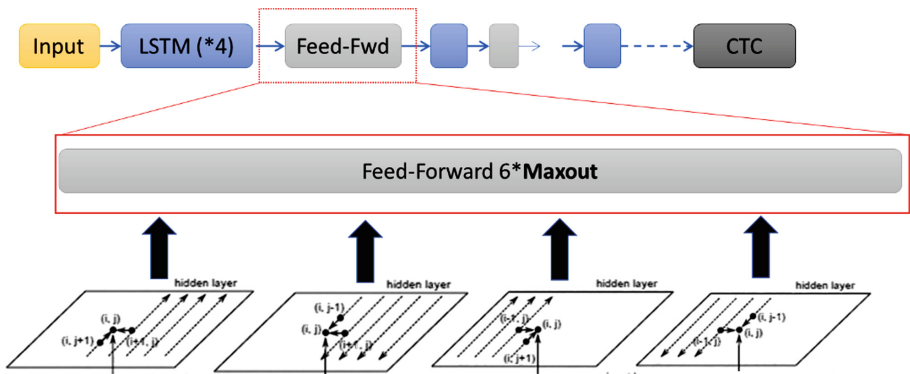 Input LSTM (*4) Feed-Fwd CTC
Feed-Forward 6*Maxout
hidden layer hidden layer hidden layer hidden layer
(i, j) (i, j+1) (i+1, j)
(i, j-1) (i, j) (i+1, j)
(i-1, j) (i, j) (i, j+1)
(i, j-1) (i-1, j) (i, j)